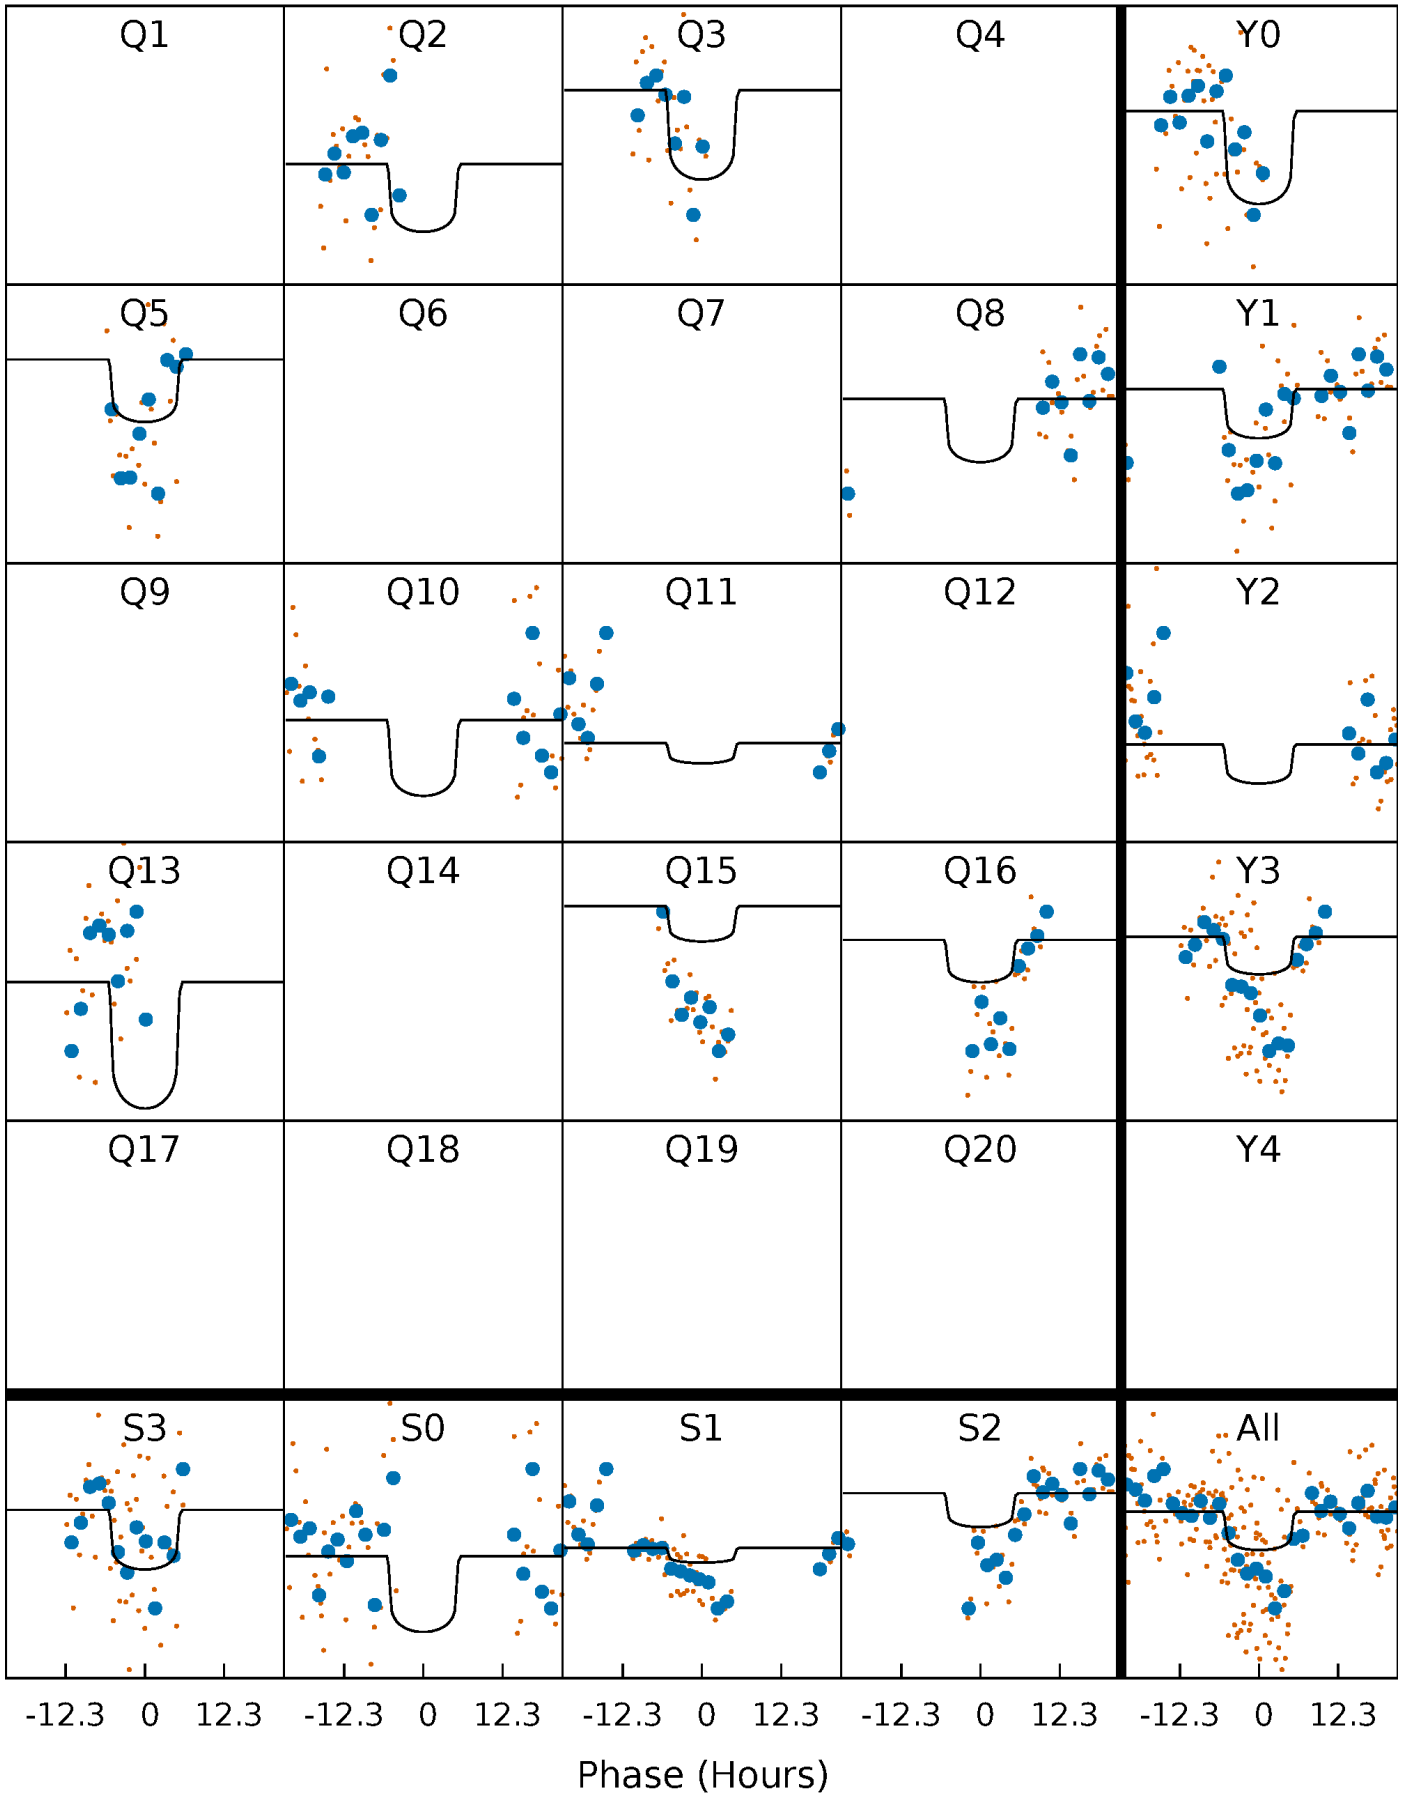 Q1 Q2 Q3 Q4 Y0
Q5 Q6 Q7 Q8 Y1
Q9 Q10 Q11 Q12 Y2
Q13 Q14 Q15 Q16 Y3
Q17 Q18 Q19 Q20 Y4
S3 S0 S1 S2 All
-12.3 0 12.3 -12.3 0 12.3 -12.3 0 12.3 -12.3 0 12.3 -12.3 0 12.3
Phase (Hours)